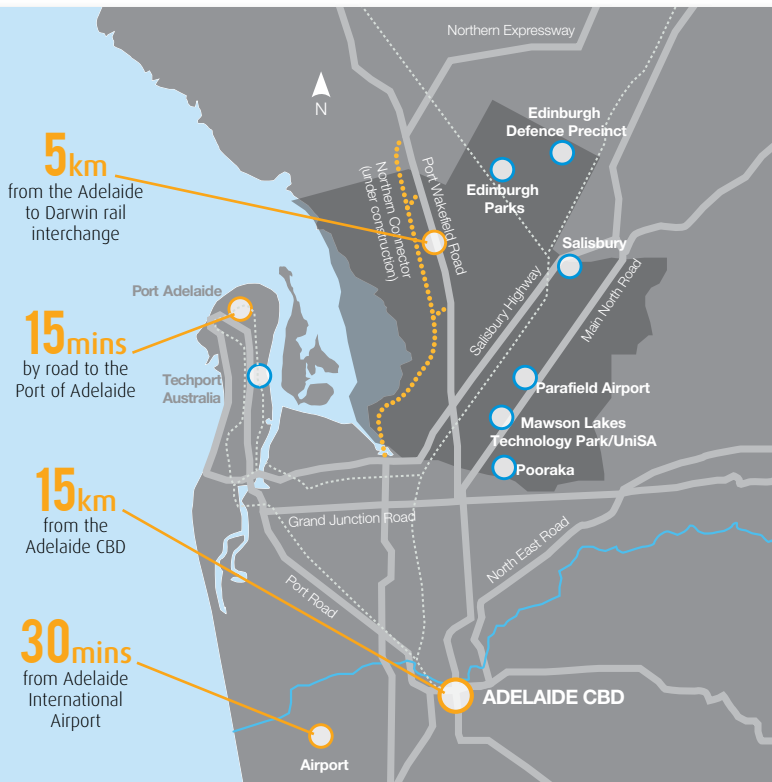 Northern Expressway
N
Edinburgh
Defence Precinct
Edinburgh
Parks
5km
from the Adelaide
to Darwin rail
interchange
Northern Connector
(under construction)
Port Wakefield Road
Salisbury
Salisbury Highway
Main North Road
Port Adelaide
15mins
by road to the
Port of Adelaide
Techport
Australia
Parafield Airport
Mawson Lakes
Technology Park/UniSA
Pooraka
15km
from the
Adelaide CBD
Grand Junction Road
North East Road
Port Road
30mins
from Adelaide
International
Airport
ADELAIDE CBD
Airport